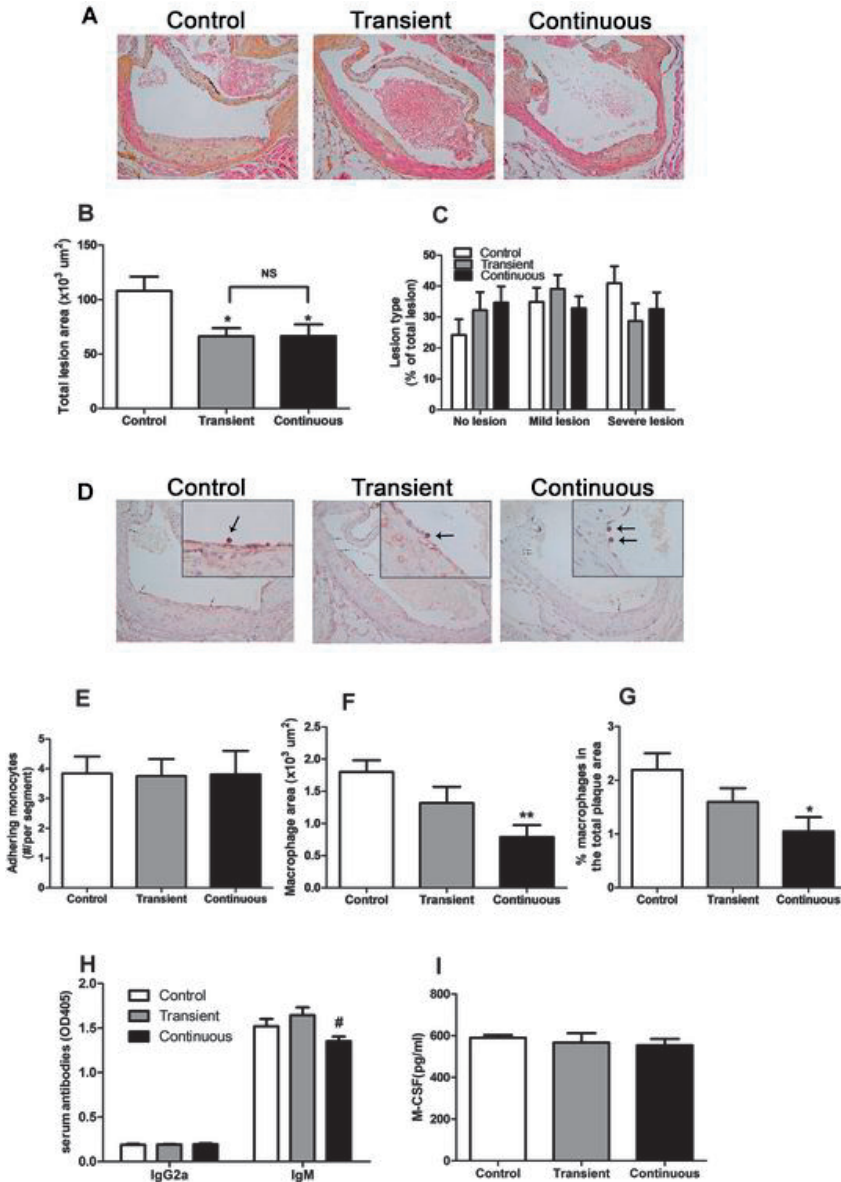 A
Control Transient Continuous
B
Total lesion area (x10³ um²)
150
100
50
0
NS
* *
Control Transient Continuous
C
Lesion type
(% of total lesion)
50
40
30
20
10
0
Control
Transient
Continuous
No lesion Mild lesion Severe lesion
D
Control Transient Continuous
E
Adhering monocytes
(#/per segment)
5
4
3
2
1
0
Control Transient Continuous
F
Macrophage area (x10³ um²)
2.5
2.0
1.5
1.0
0.5
0.0
**
Control Transient Continuous
G
% macrophages in
the total plaque area
3
2
1
0
*
Control Transient Continuous
H
serum antibodies (OD405)
2.0
1.5
1.0
0.5
0.0
Control
Transient
Continuous
#
IgG2a IgM
I
M-CSF(pg/ml)
800
600
400
200
0
Control Transient Continuous